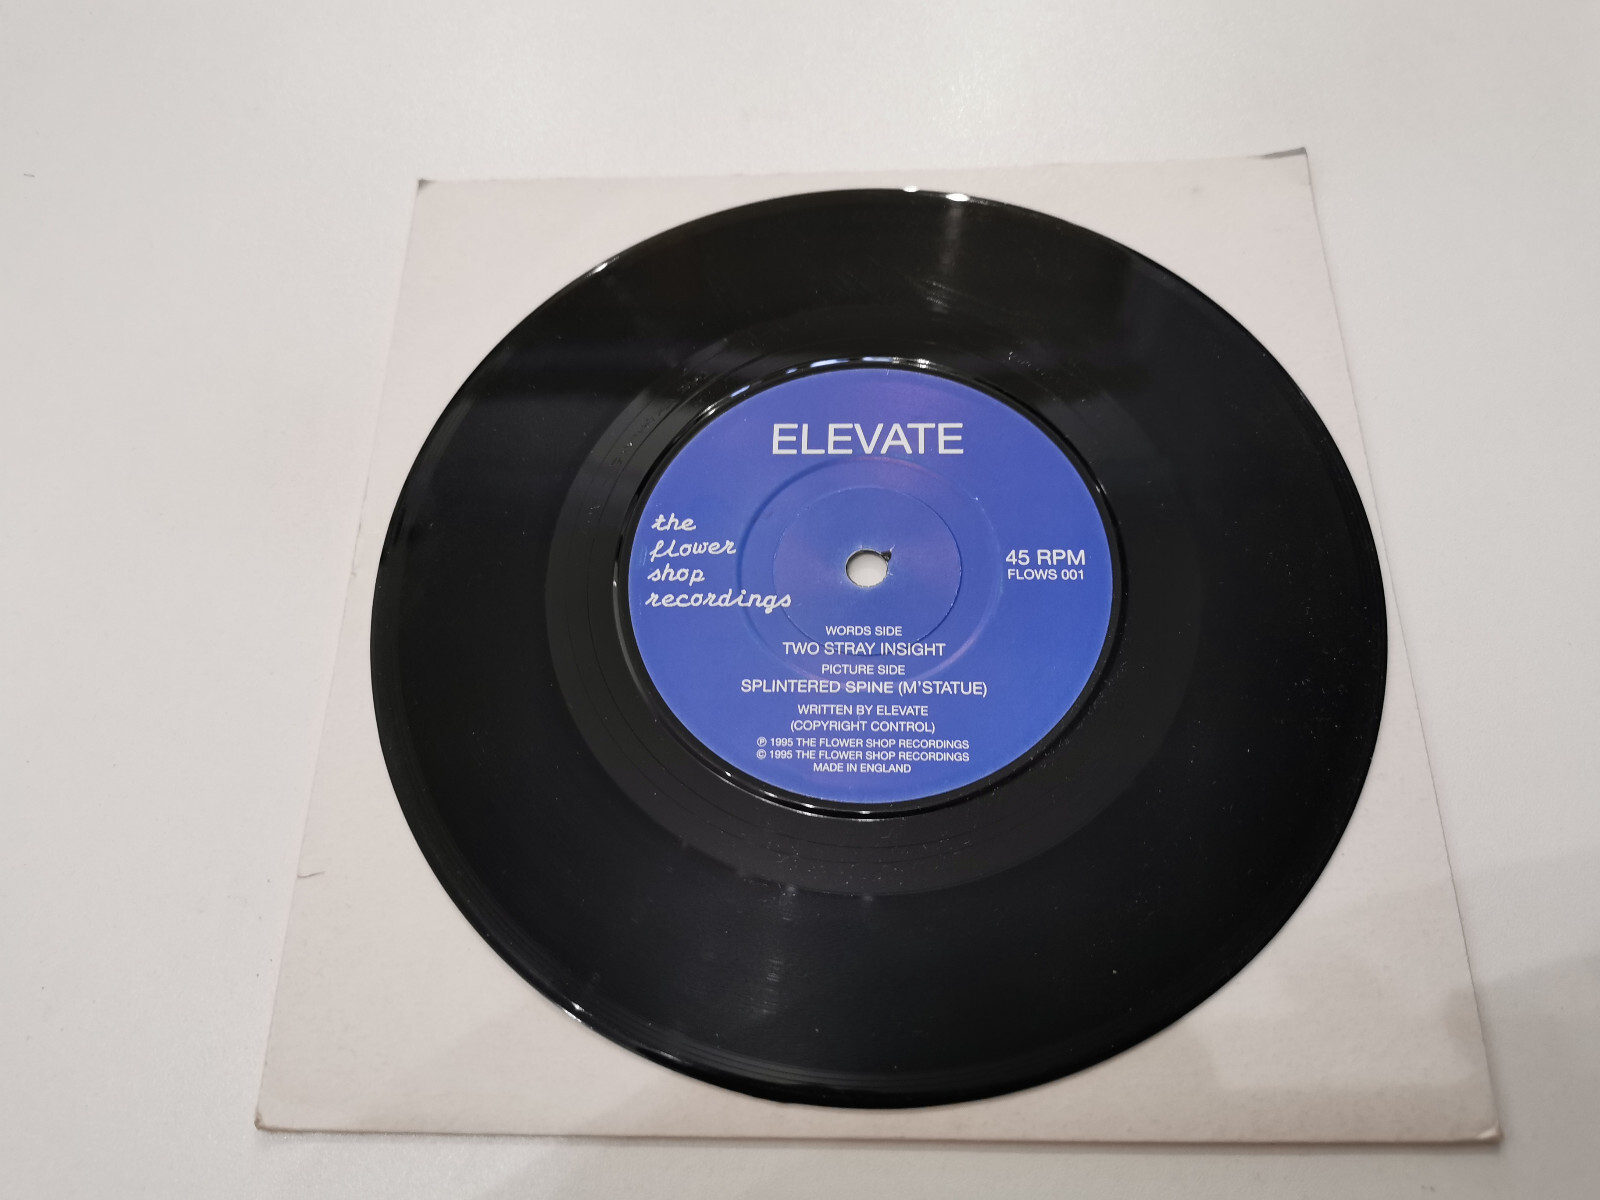 ELEVATE
the
flower
shop
recordings
45 RPM
FLOWS 001
WORDS SIDE
TWO STRAY INSIGHT
PICTURE SIDE
SPLINTERED SPINE (M'STATUE)
WRITTEN BY ELEVATE
(COPYRIGHT CONTROL)
℗ 1995 THE FLOWER SHOP RECORDINGS
© 1995 THE FLOWER SHOP RECORDINGS
MADE IN ENGLAND